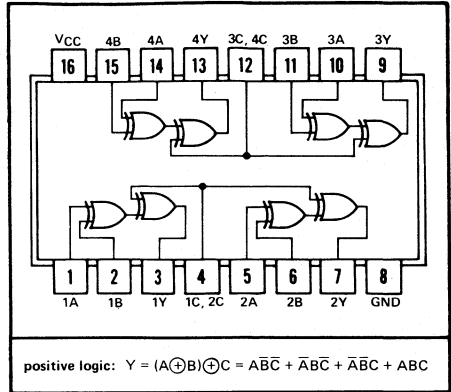 VCC 4B 4A 4Y 3C, 4C 3B 3A 3Y
16 15 14 13 12 11 10 9
1 2 3 4 5 6 7 8
1A 1B 1Y 1C, 2C 2A 2B 2Y GND
positive logic: Y = (A⊕B)⊕C = AB̅C̅ + A̅BC̅ + A̅B̅C + ABC